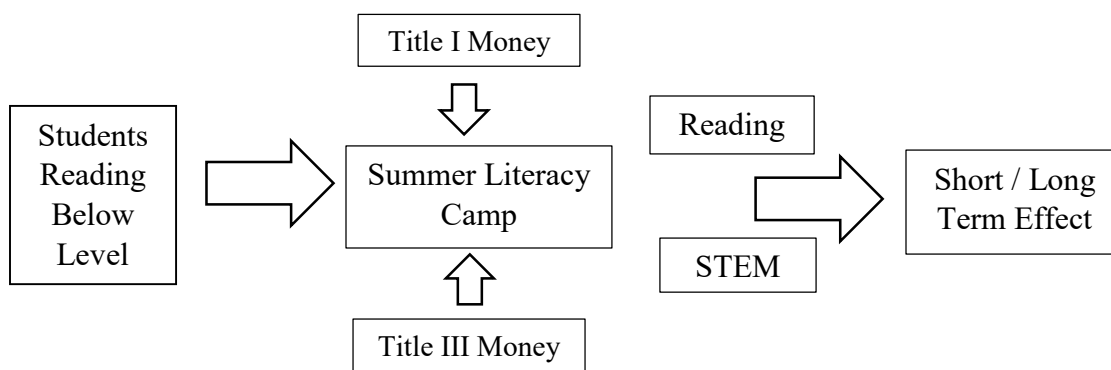 Title I Money
Students
Reading
Below
Level
Summer Literacy
Camp
Title III Money
Reading
STEM
Short / Long
Term Effect